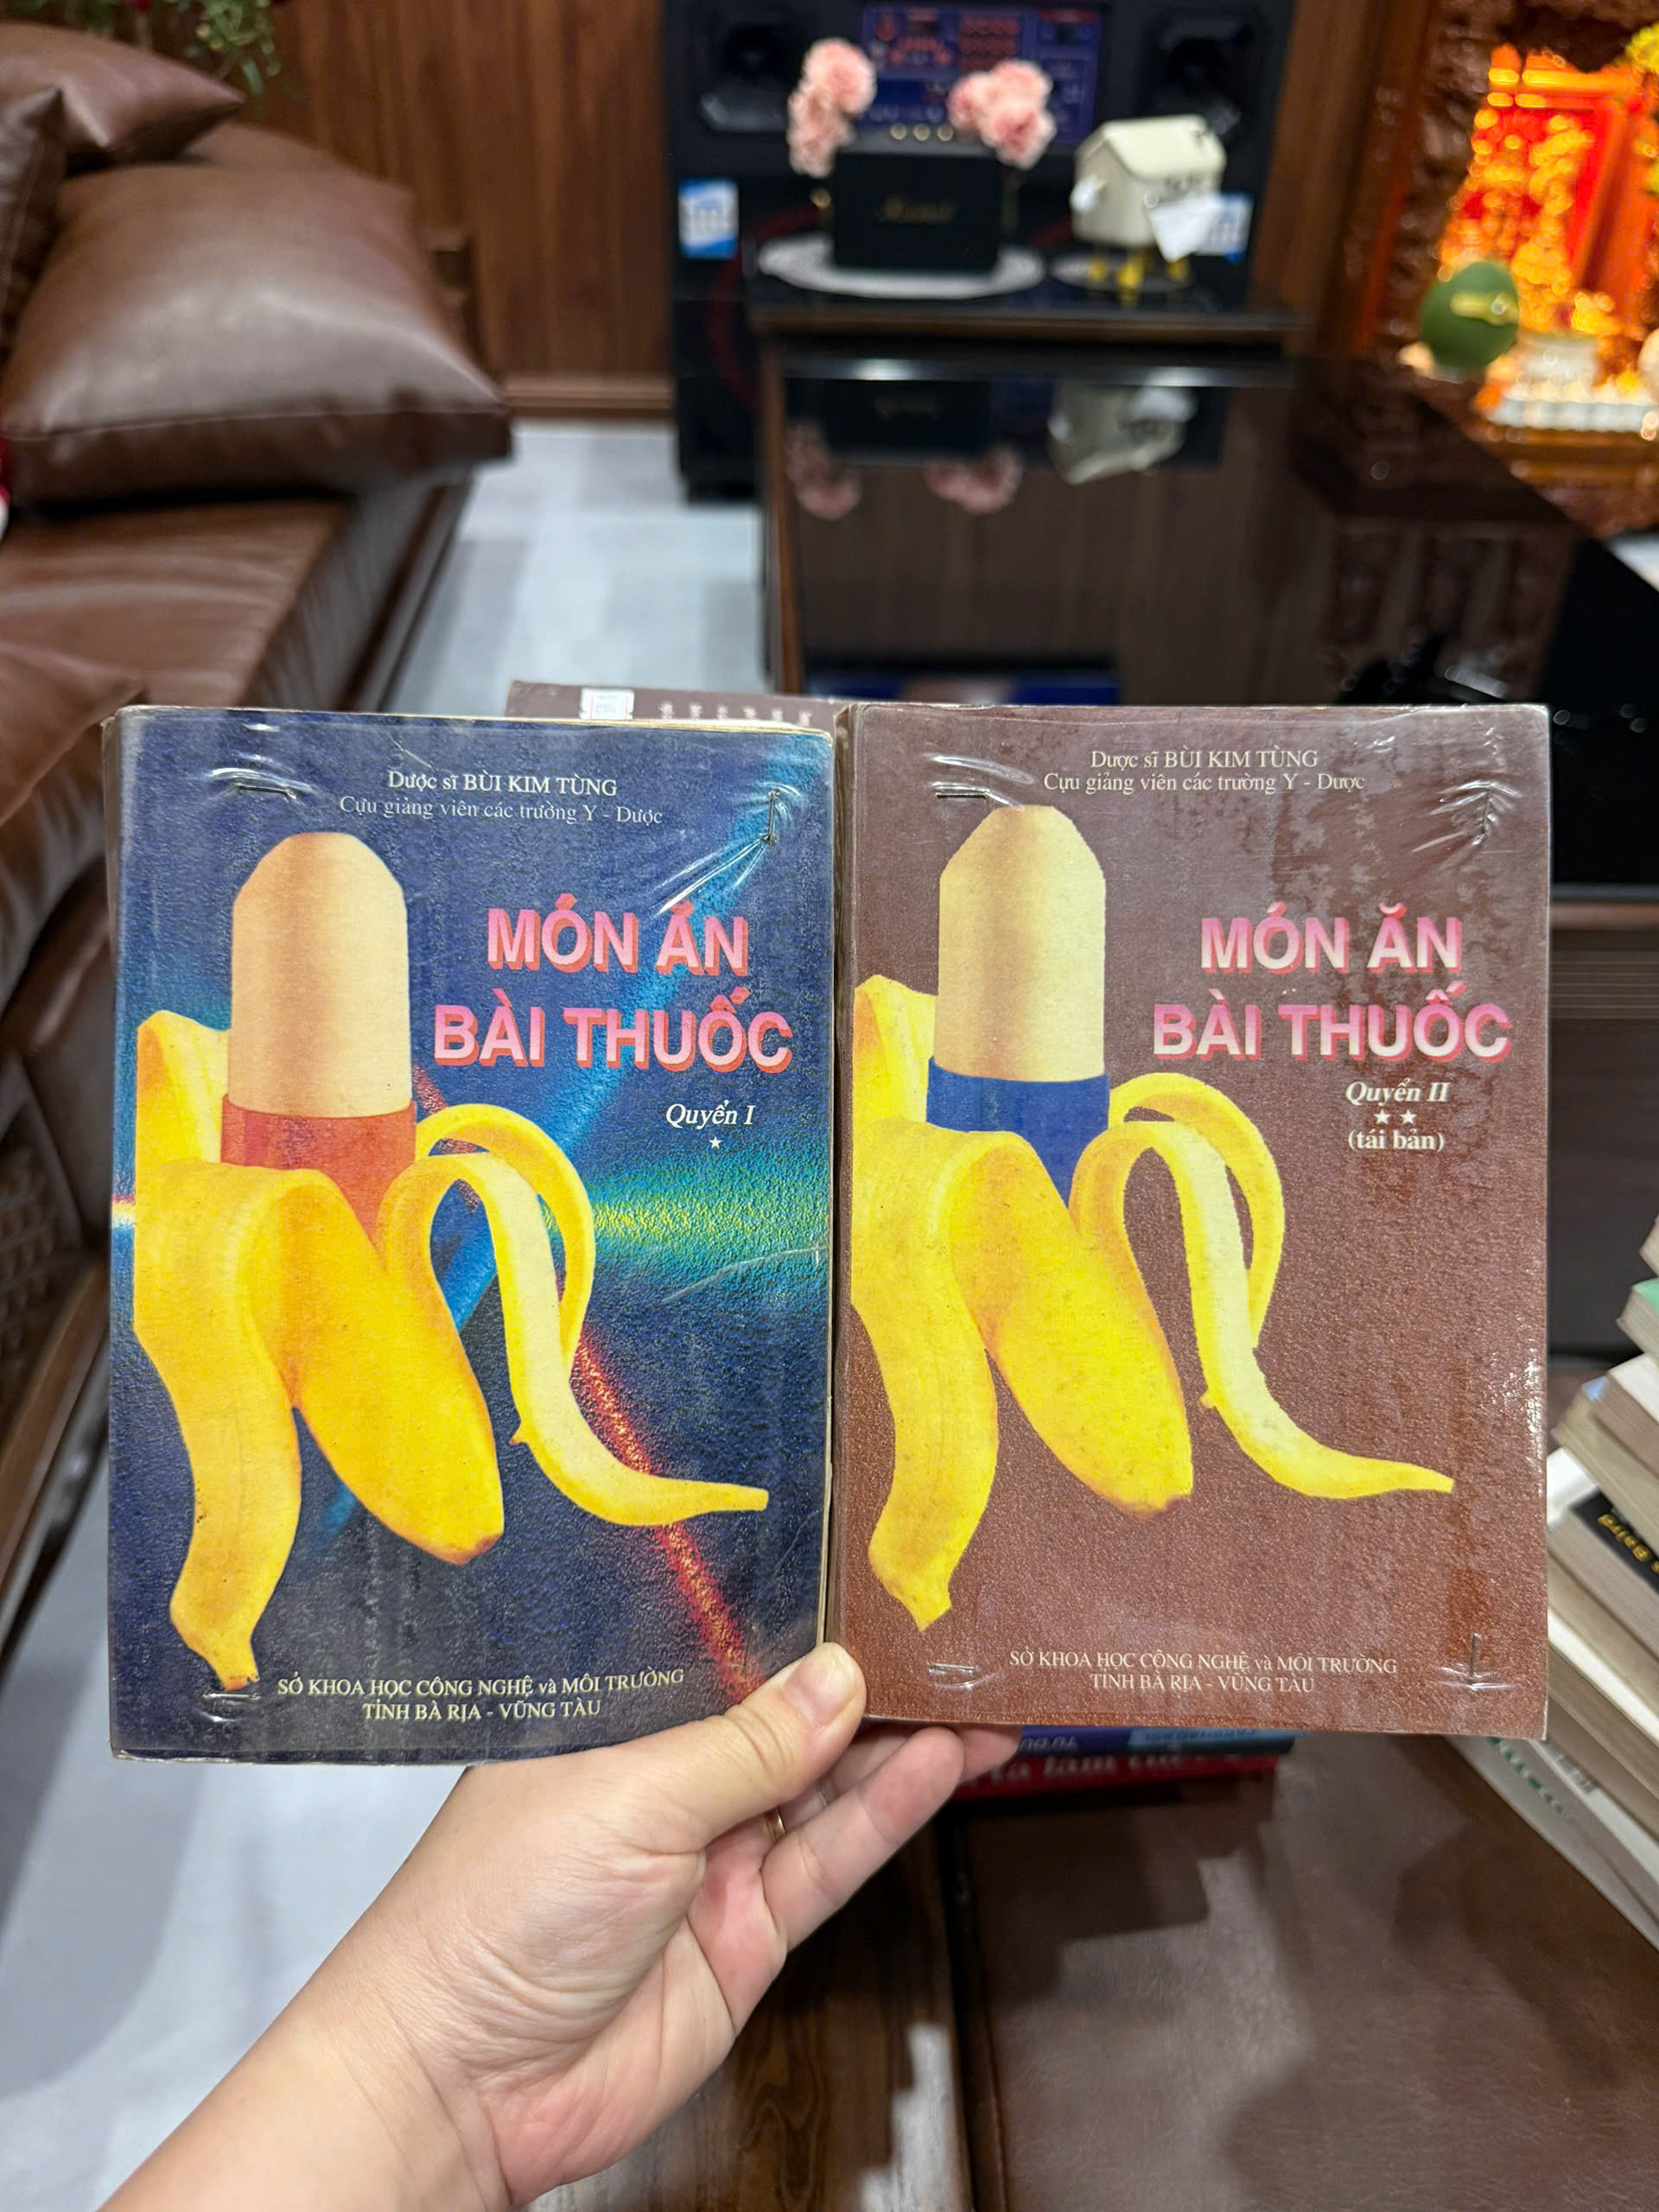 Dược sĩ BÙI KIM TÙNG
Cựu giảng viên các trường Y - Dược
MÓN ĂN
BÀI THUỐC
Quyển I
SỞ KHOA HỌC CÔNG NGHỆ và MÔI TRƯỜNG
TỈNH BÀ RỊA - VŨNG TÀU
Dược sĩ BÙI KIM TÙNG
Cựu giảng viên các trường Y - Dược
MÓN ĂN
BÀI THUỐC
Quyển II
(tái bản)
SỞ KHOA HỌC CÔNG NGHỆ và MÔI TRƯỜNG
TỈNH BÀ RỊA - VŨNG TÀU